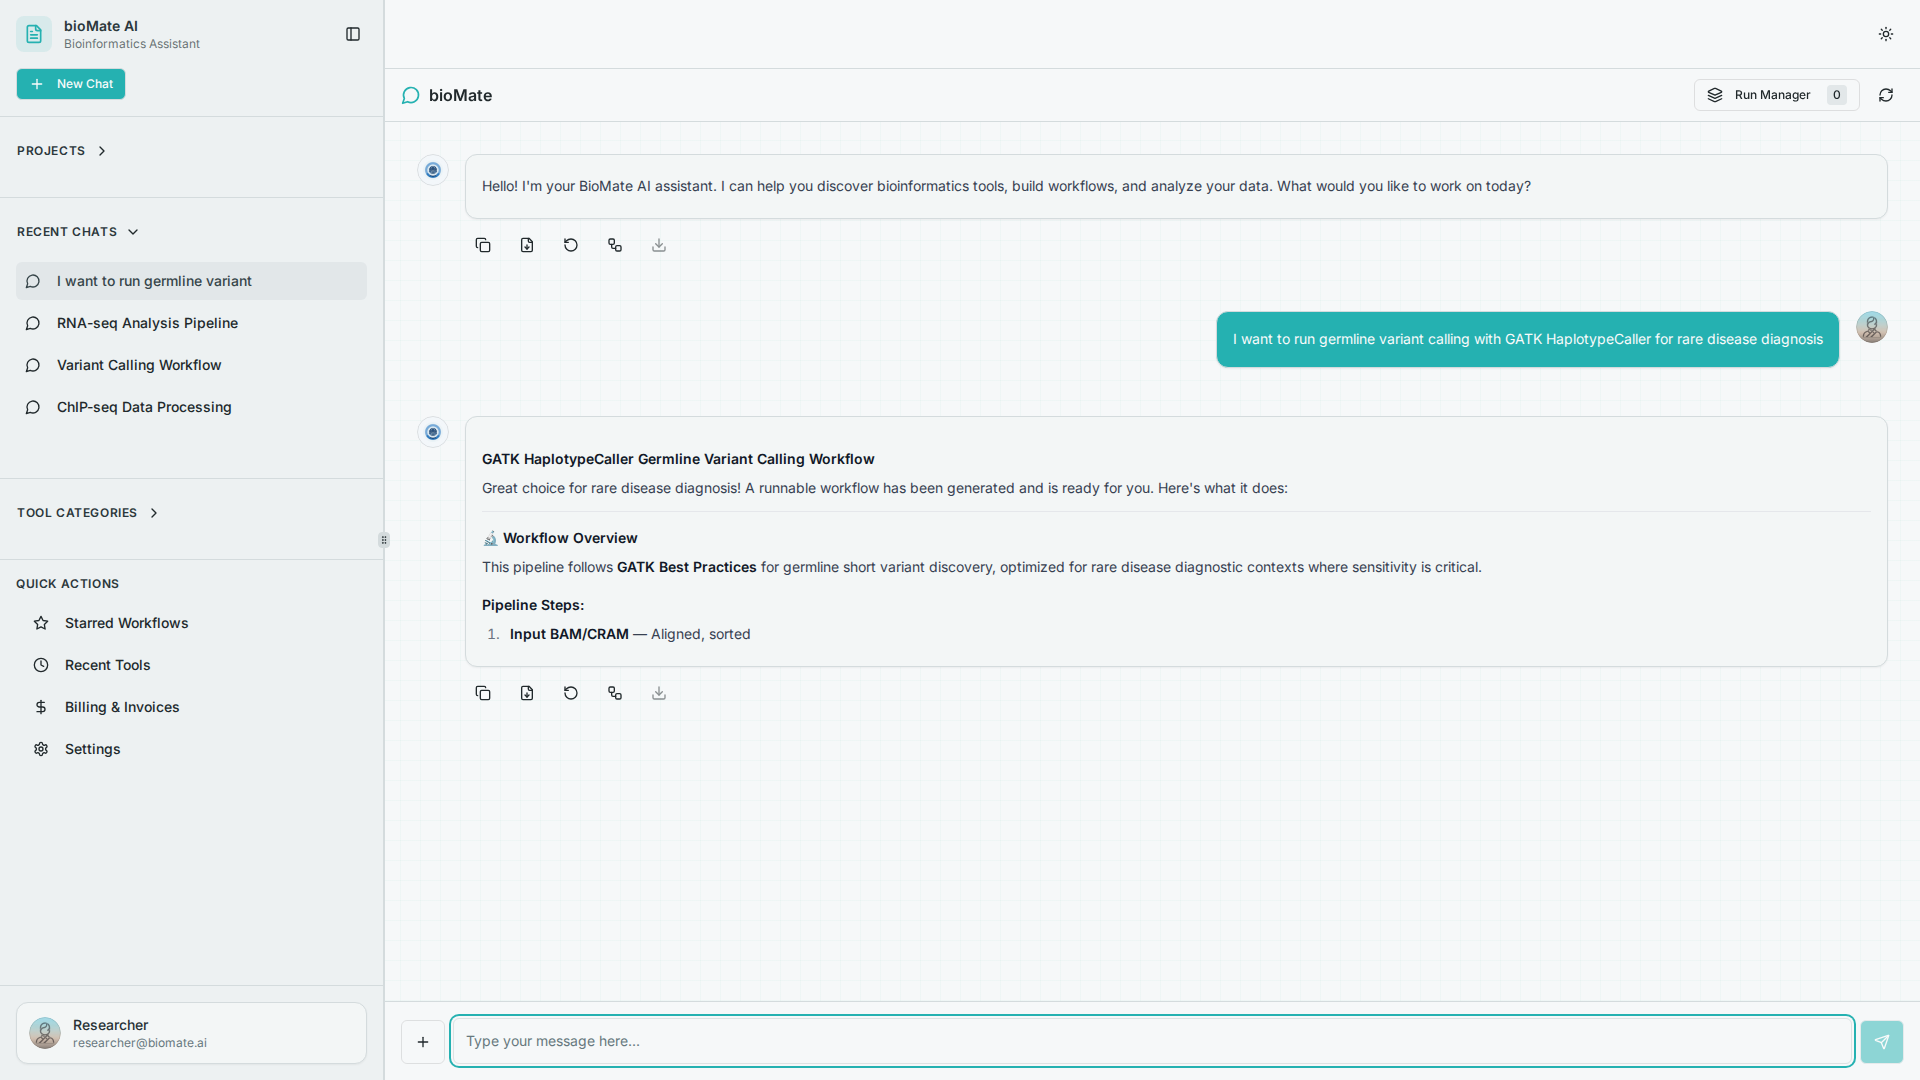 bioMate AI
Bioinformatics Assistant
New Chat
PROJECTS
RECENT CHATS
I want to run germline variant
RNA-seq Analysis Pipeline
Variant Calling Workflow
ChIP-seq Data Processing
TOOL CATEGORIES
QUICK ACTIONS
Starred Workflows
Recent Tools
Billing & Invoices
Settings
Researcher
researcher@biomate.ai
bioMate
Run Manager 0
Hello! I'm your BioMate AI assistant. I can help you discover bioinformatics tools, build workflows, and analyze your data. What would you like to work on today?
I want to run germline variant calling with GATK HaplotypeCaller for rare disease diagnosis
GATK HaplotypeCaller Germline Variant Calling Workflow
Great choice for rare disease diagnosis! A runnable workflow has been generated and is ready for you. Here's what it does:
🔬 Workflow Overview
This pipeline follows GATK Best Practices for germline short variant discovery, optimized for rare disease diagnostic contexts where sensitivity is critical.
Pipeline Steps:
1. Input BAM/CRAM — Aligned, sorted
Type your message here...